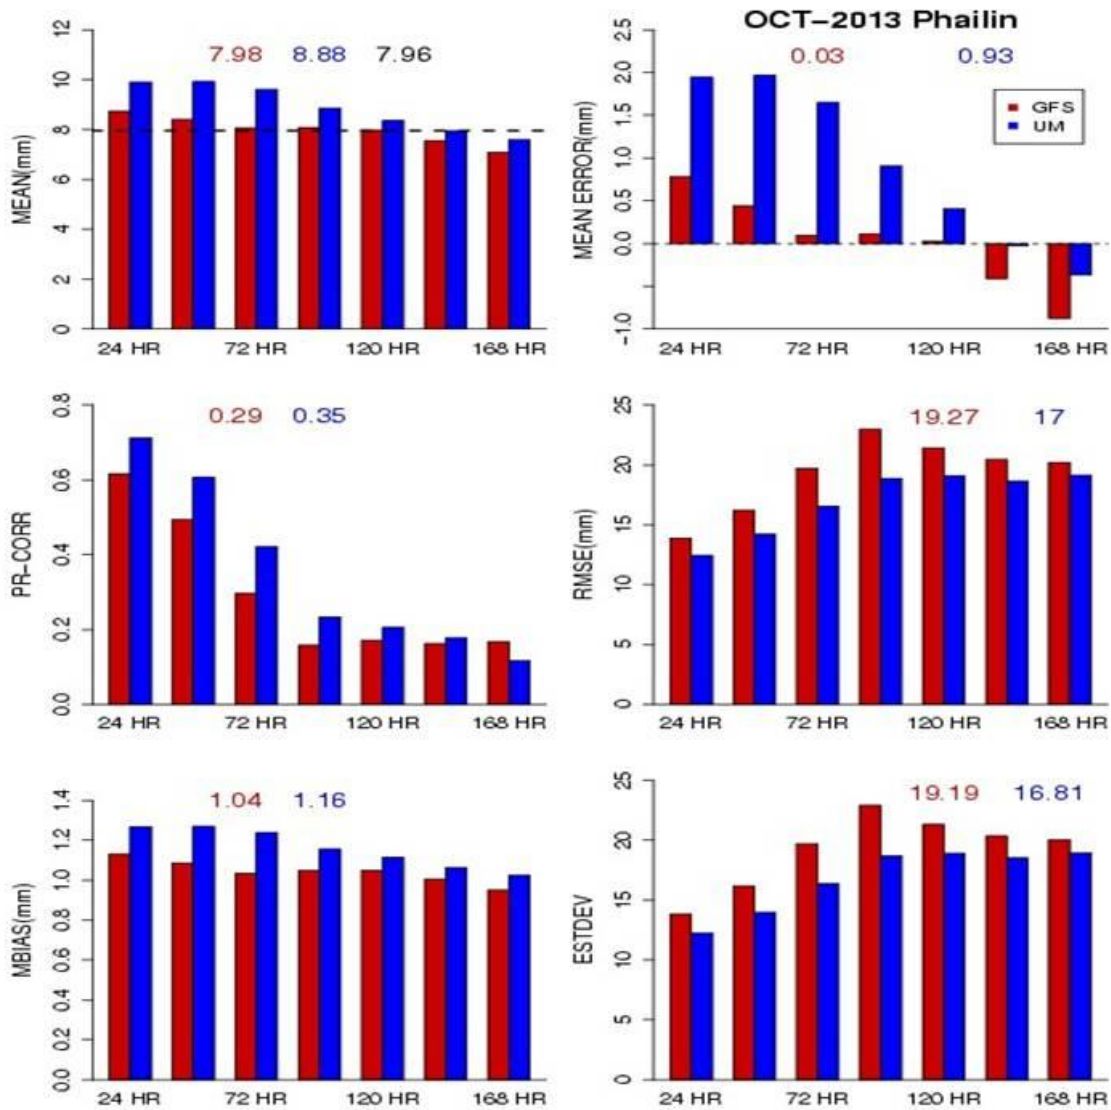 OCT-2013 Phailin
7.98 8.88 7.96
MEAN(mm)
12
10
8
6
4
2
0
24 HR 72 HR 120 HR 168 HR
0.03 0.93
GFS
UM
MEAN ERROR(mm)
2.5
2.0
1.5
1.0
0.5
0.0
-1.0
24 HR 72 HR 120 HR 168 HR
0.29 0.35
PR-CORR
0.8
0.6
0.4
0.2
0.0
24 HR 72 HR 120 HR 168 HR
19.27 17
RMSE(mm)
25
20
15
10
5
0
24 HR 72 HR 120 HR 168 HR
1.04 1.16
MBIAS(mm)
1.4
1.2
1.0
0.8
0.6
0.4
0.2
0.0
24 HR 72 HR 120 HR 168 HR
19.19 16.81
ESTDEV
25
20
15
10
5
0
24 HR 72 HR 120 HR 168 HR